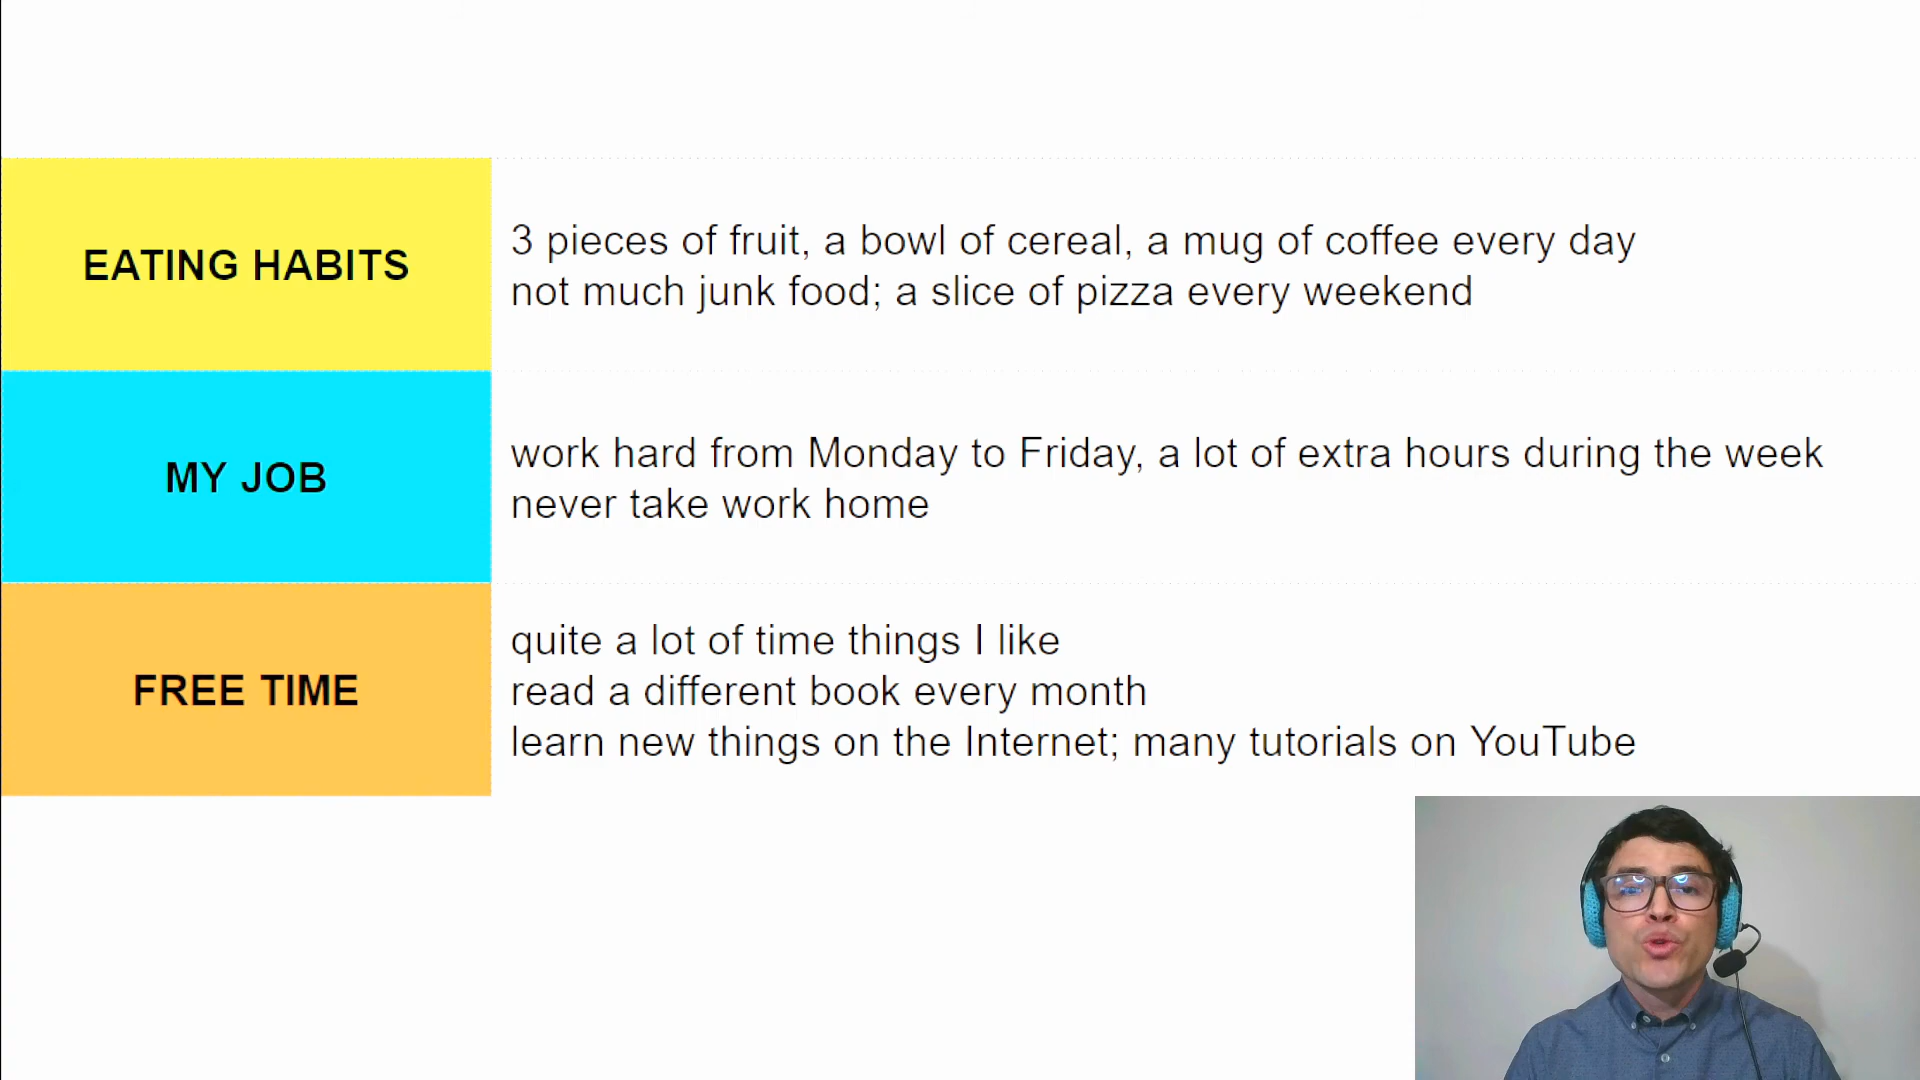 EATING HABITS
3 pieces of fruit, a bowl of cereal, a mug of coffee every day
not much junk food; a slice of pizza every weekend
MY JOB
work hard from Monday to Friday, a lot of extra hours during the week
never take work home
FREE TIME
quite a lot of time things I like
read a different book every month
learn new things on the Internet; many tutorials on YouTube